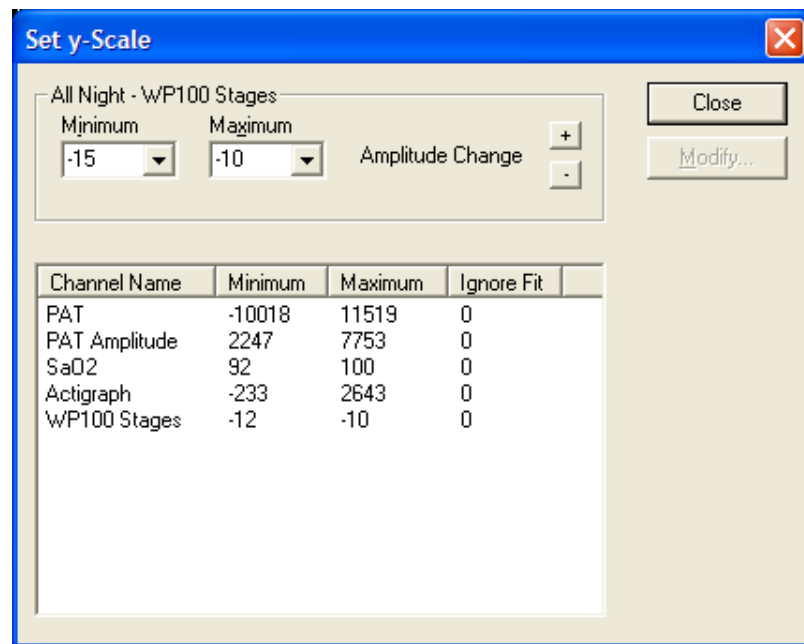 Set y-Scale
All Night - WP100 Stages
Minimum Maximum
-15 -10 Amplitude Change + -
Close
Modify...
Channel Name Minimum Maximum Ignore Fit
PAT -10018 11519 0
PAT Amplitude 2247 7753 0
SaO2 92 100 0
Actigraph -233 2643 0
WP100 Stages -12 -10 0